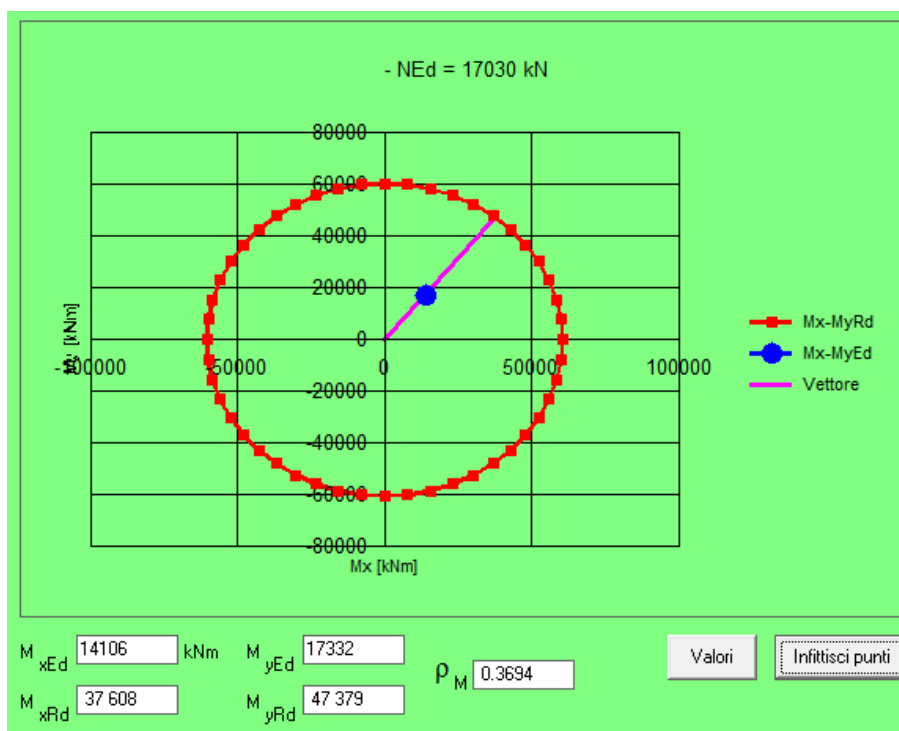 - NEd = 17030 kN
80000
60000
40000
20000
0
-100000 -50000 0 50000 100000
-20000
-40000
-60000
-80000
My [kNm]
Mx [kNm]
Mx-MyRd
Mx-MyEd
Vettore
M xEd 14106 kNm M yEd 17332
ρ M 0.3694
M xRd 37 608 M yRd 47 379
Valori
Infittisci punti